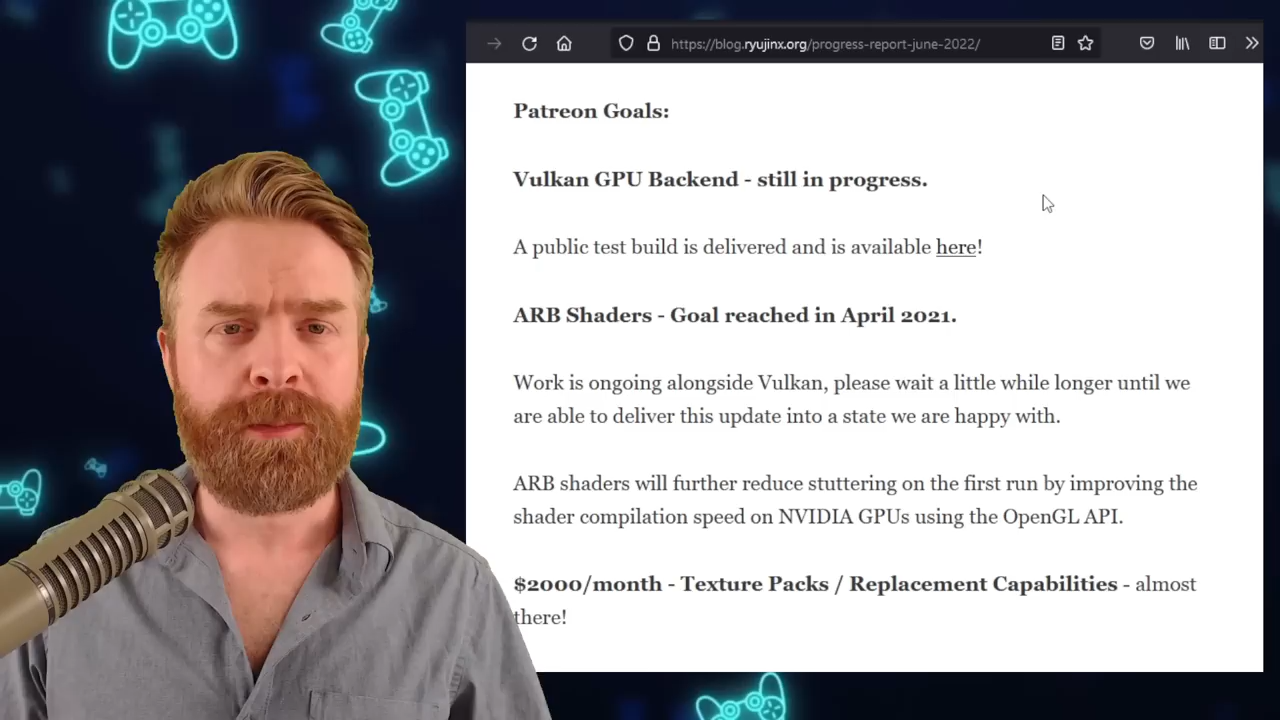 https://blog.ryujinx.org/progress-report-june-2022/
Patreon Goals:
Vulkan GPU Backend - still in progress.
A public test build is delivered and is available here!
ARB Shaders - Goal reached in April 2021.
Work is ongoing alongside Vulkan, please wait a little while longer until we
are able to deliver this update into a state we are happy with.
ARB shaders will further reduce stuttering on the first run by improving the
shader compilation speed on NVIDIA GPUs using the OpenGL API.
$2000/month - Texture Packs / Replacement Capabilities - almost
there!